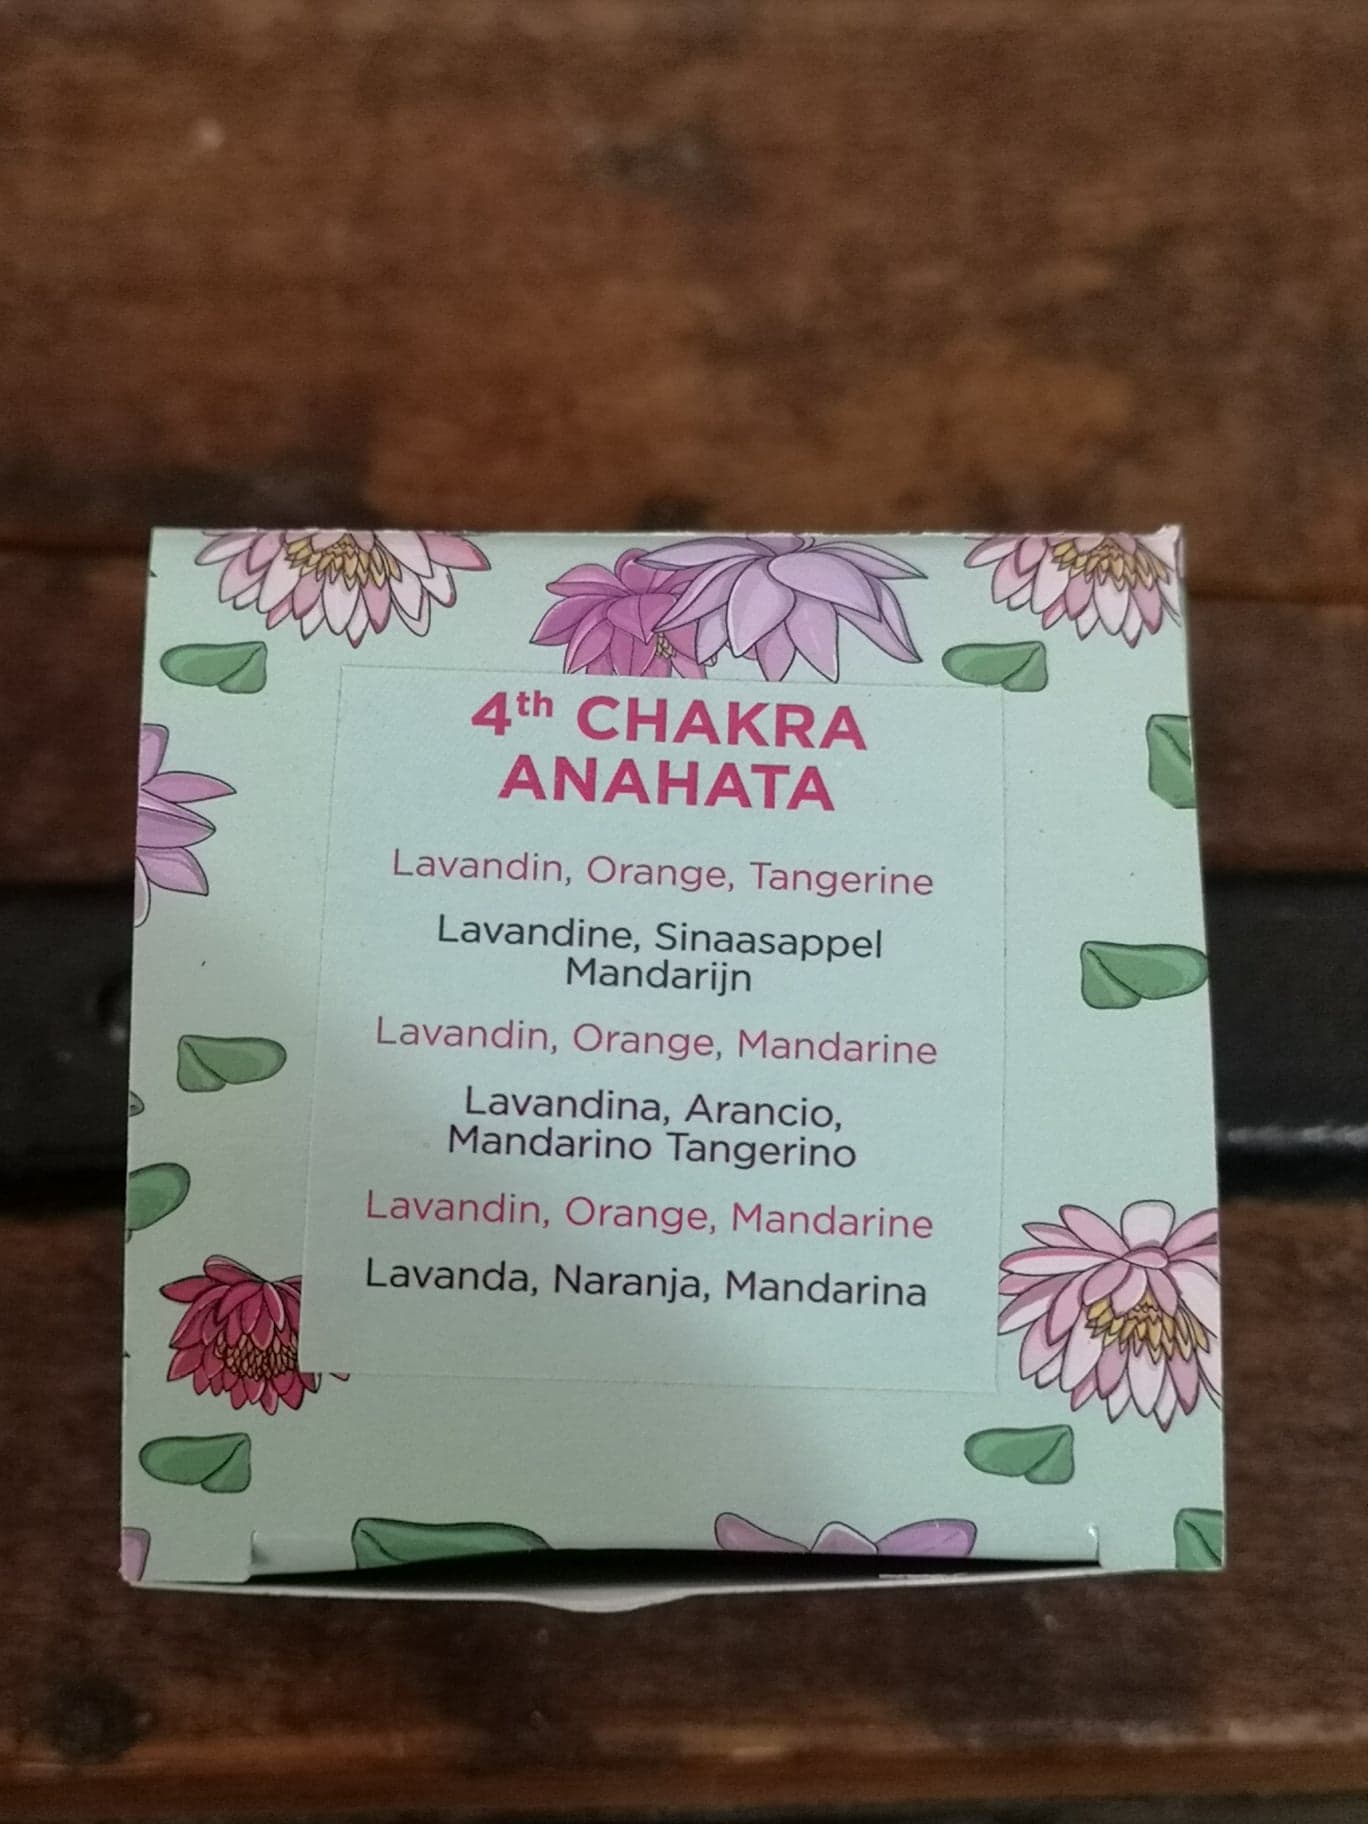 4th CHAKRA
ANAHATA
Lavandin, Orange, Tangerine
Lavandine, Sinaasappel
Mandarijn
Lavandin, Orange, Mandarine
Lavandina, Arancio,
Mandarino Tangerino
Lavandin, Orange, Mandarine
Lavanda, Naranja, Mandarina